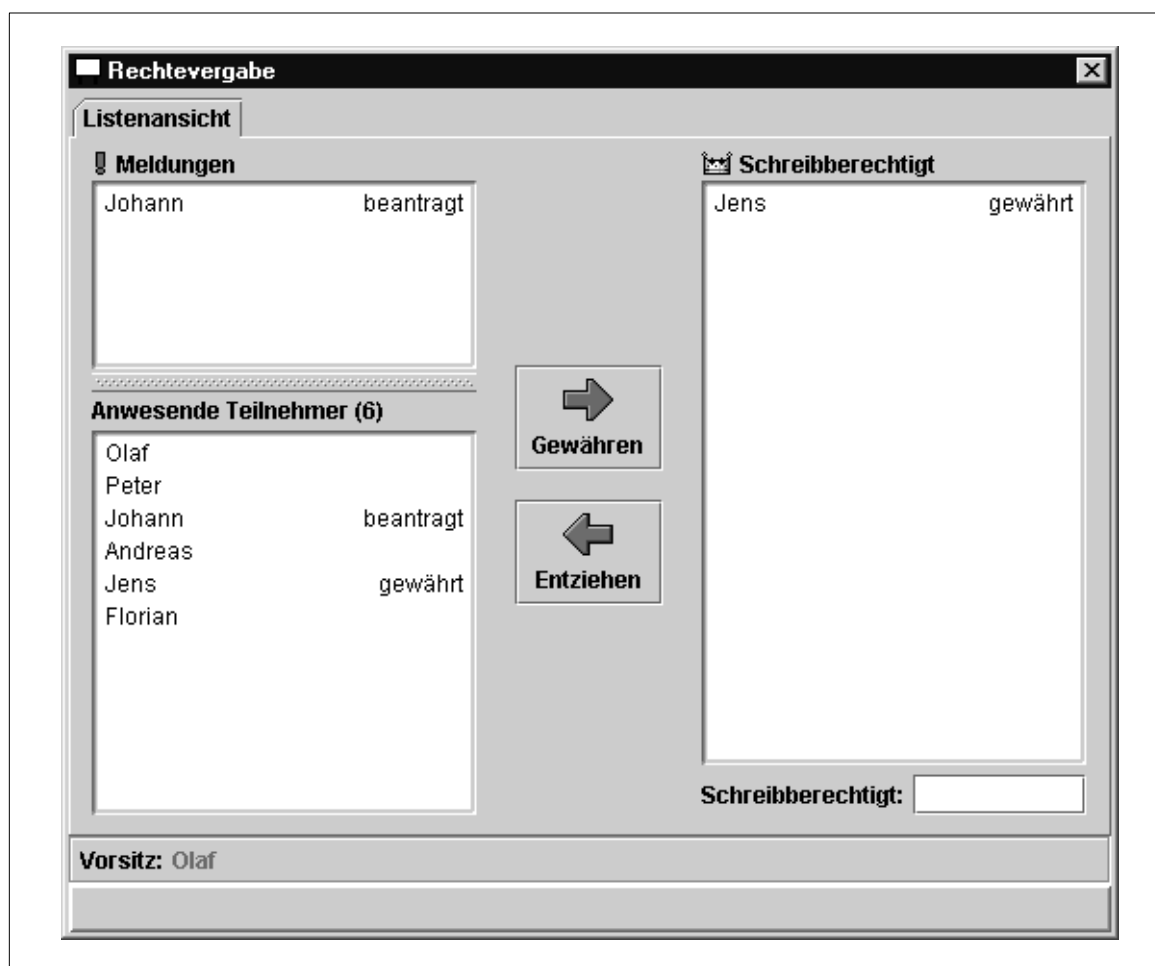 Rechtevergabe
Listenansicht
Meldungen
Johann beantragt
Anwesende Teilnehmer (6)
Olaf
Peter
Johann beantragt
Andreas
Jens gewährt
Florian
Gewähren
Entziehen
Schreibberechtigt
Jens gewährt
Schreibberechtigt:
Vorsitz: Olaf